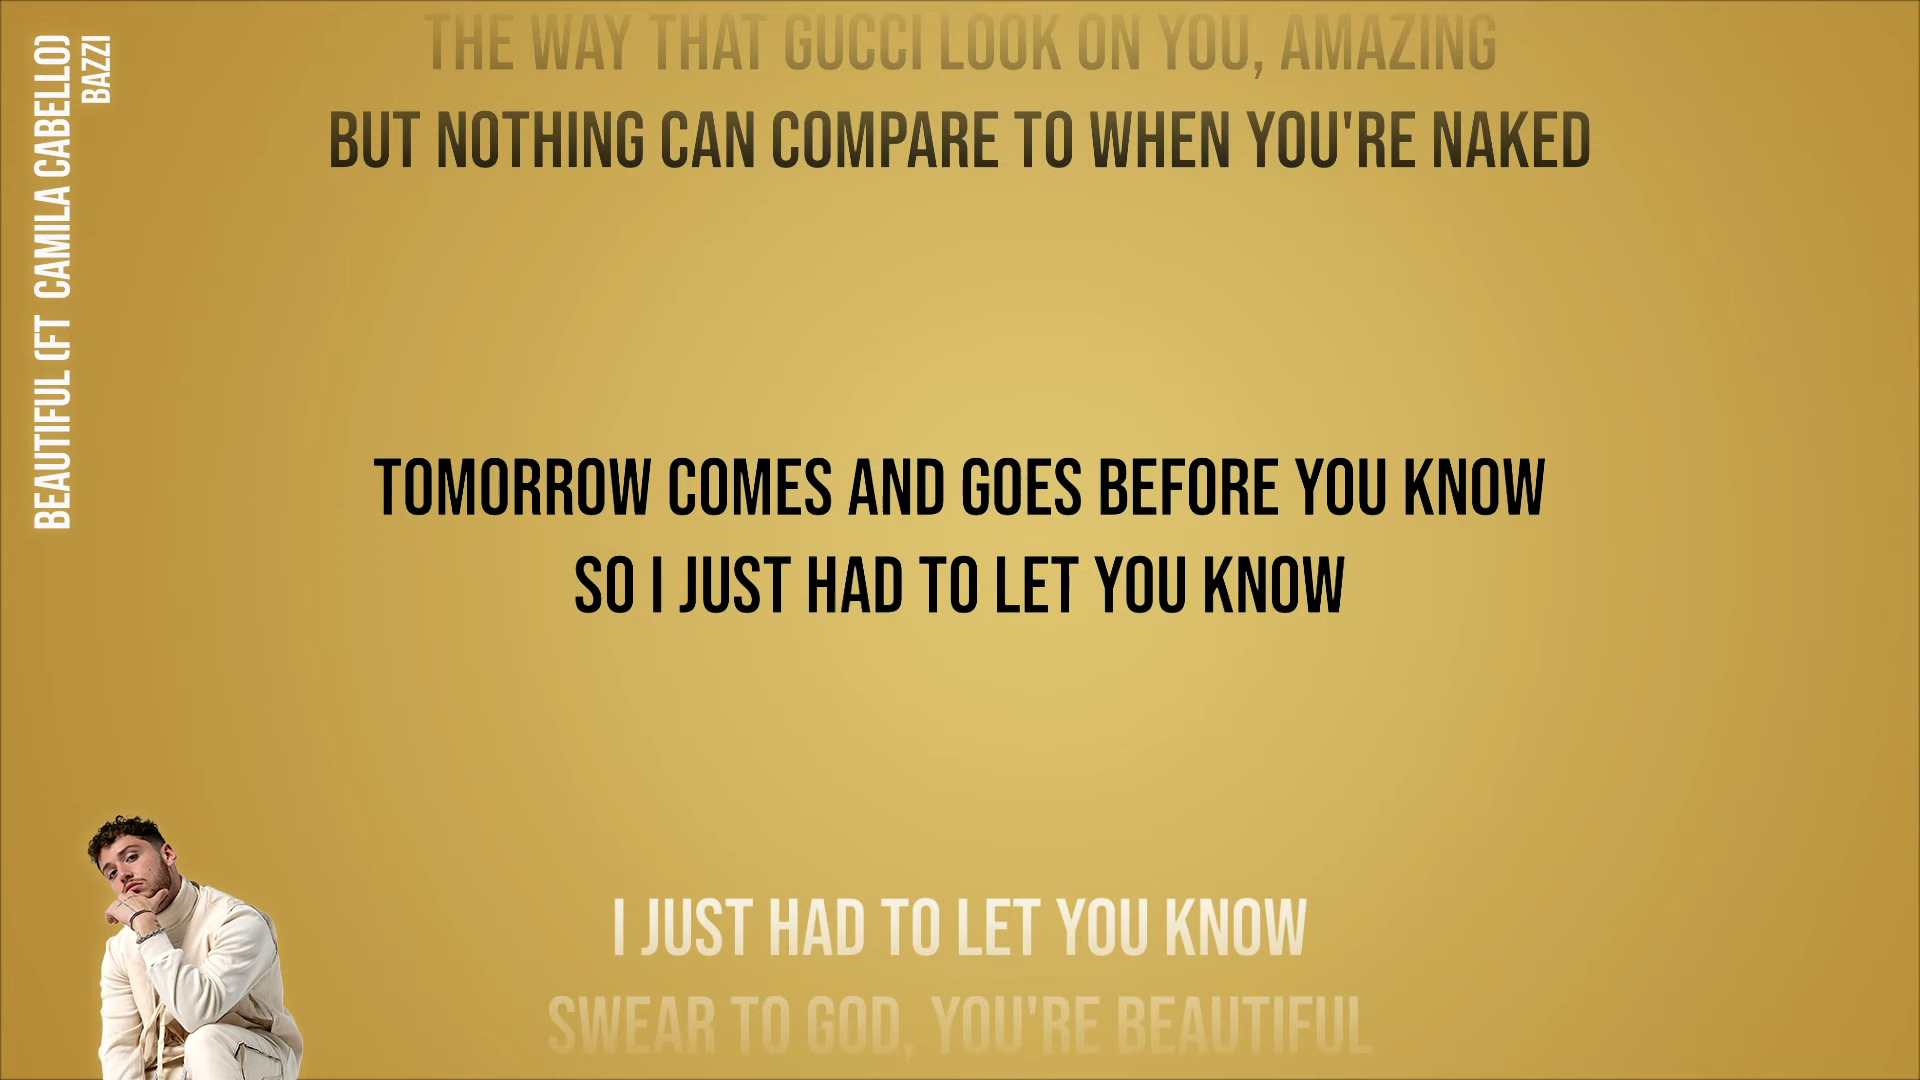 BEAUTIFUL (FT  CAMILA CABELLO)
BAZZI
THE WAY THAT GUCCI LOOK ON YOU, AMAZING
BUT NOTHING CAN COMPARE TO WHEN YOU'RE NAKED
TOMORROW COMES AND GOES BEFORE YOU KNOW
SO I JUST HAD TO LET YOU KNOW
I JUST HAD TO LET YOU KNOW
SWEAR TO GOD, YOU'RE BEAUTIFUL